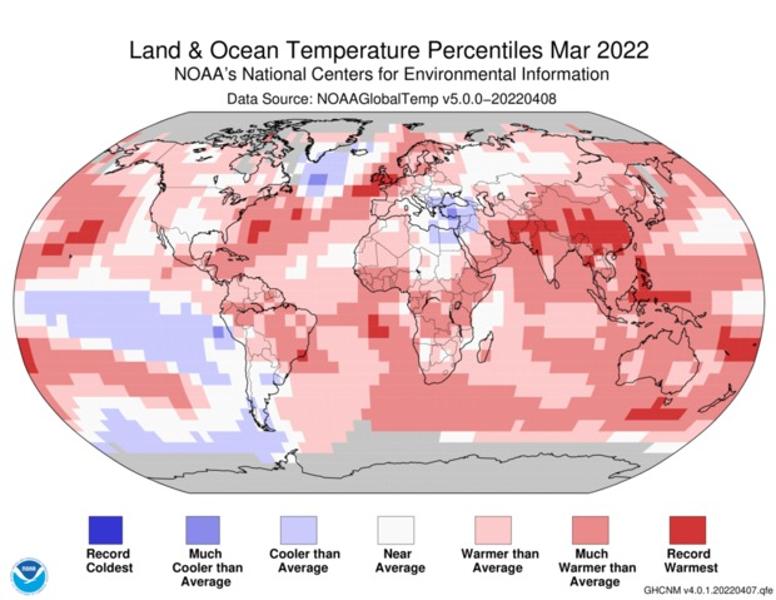 Land & Ocean Temperature Percentiles Mar 2022
NOAA's National Centers for Environmental Information
Data Source: NOAAGlobalTemp v5.0.0–20220408
Record
Coldest
Much
Cooler than
Average
Cooler than
Average
Near
Average
Warmer than
Average
Much
Warmer than
Average
Record
Warmest
NOAA
GHCNM v4.0.1.20220407.qfe